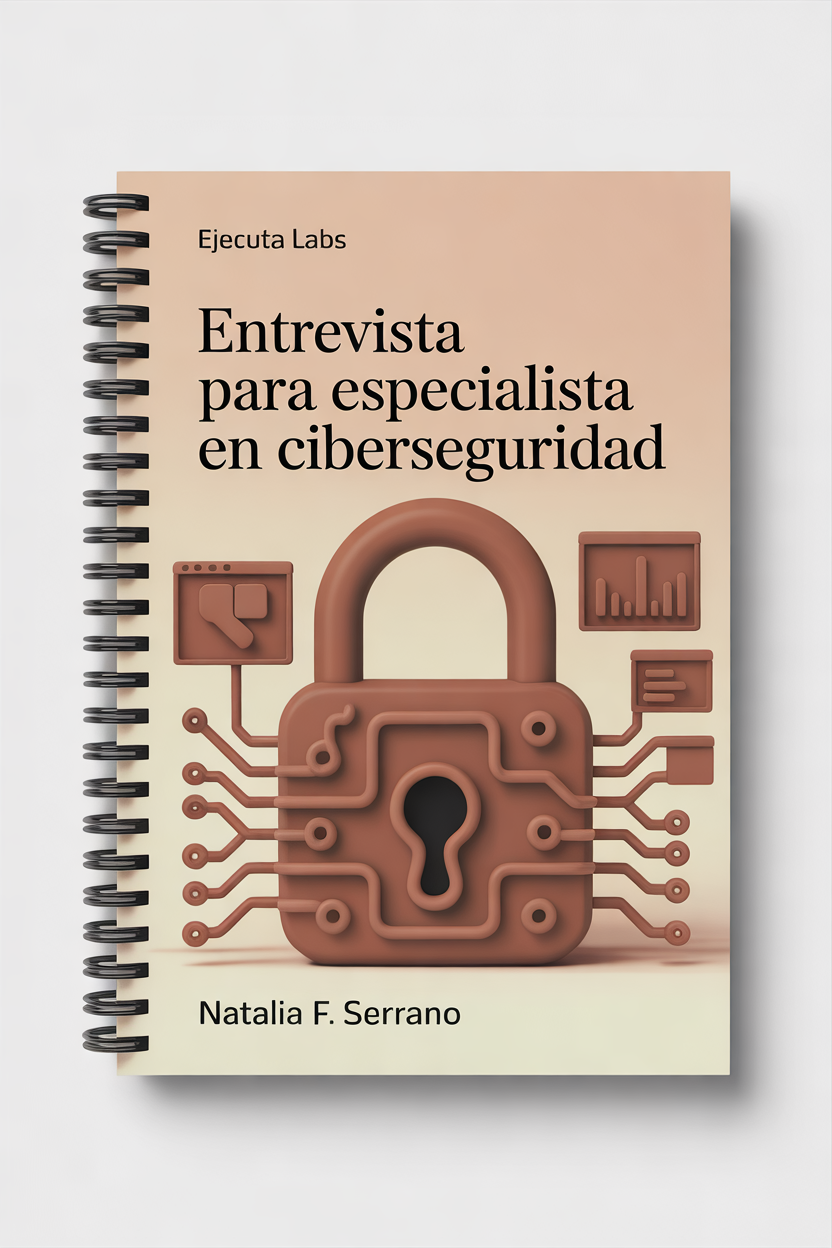 Ejecuta Labs
Entrevista
para especialista
en ciberseguridad
Natalia F. Serrano